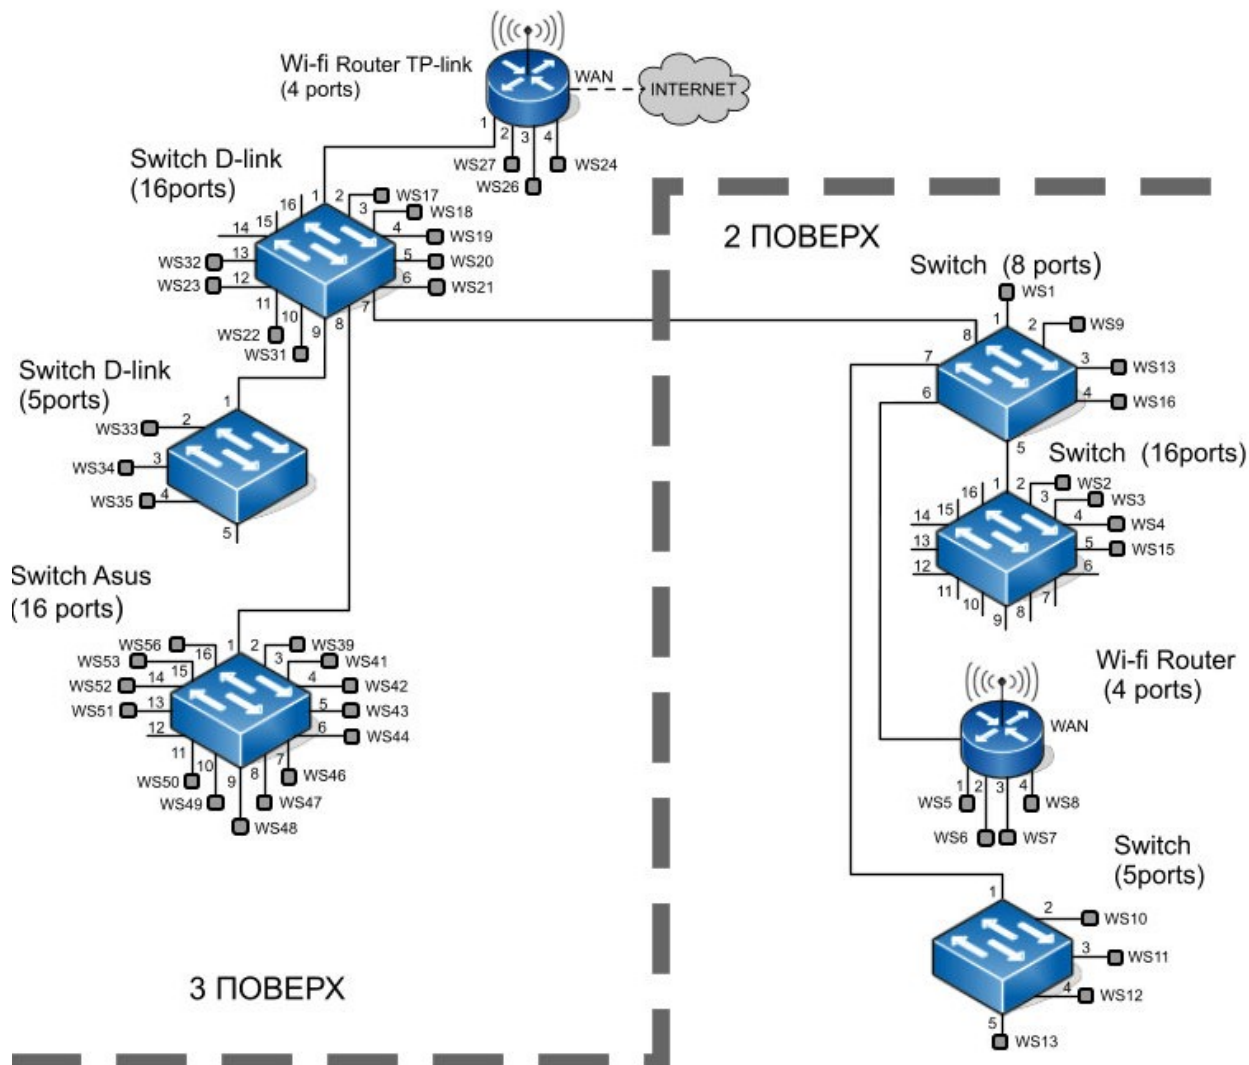 Wi-fi Router TP-link
(4 ports)
WAN
INTERNET
1
2
3
4
WS27
WS24
WS26
Switch D-link
(16ports)
1
2
WS17
3
WS18
4
WS19
5
WS20
6
WS21
7
8
9
10
WS31
11
WS22
12
WS23
13
WS32
14
15
16
Switch D-link
(5ports)
1
2
WS33
3
WS34
4
WS35
5
Switch Asus
(16 ports)
1
2
WS39
3
WS41
4
WS42
5
WS43
6
WS44
7
WS46
8
WS47
9
WS48
10
WS49
11
WS50
12
13
WS51
14
WS52
15
WS53
16
WS56
3 ПОВЕРХ
2 ПОВЕРХ
Switch (8 ports)
WS1
1
2
WS9
3
WS13
4
WS16
5
6
7
8
Switch (16ports)
1
2
WS2
3
WS3
4
WS4
5
WS15
6
7
8
9
10
11
12
13
14
15
16
Wi-fi Router
(4 ports)
WAN
1
2
3
4
WS5
WS8
WS6
WS7
Switch
(5ports)
1
2
WS10
3
WS11
4
WS12
5
WS13